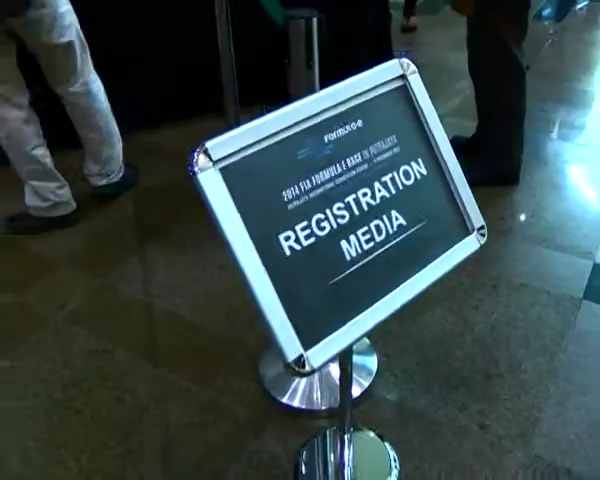 Formula-e
2014 FIA FORMULA E RACE IN PUTRAJAYA
REGISTRATION
MEDIA